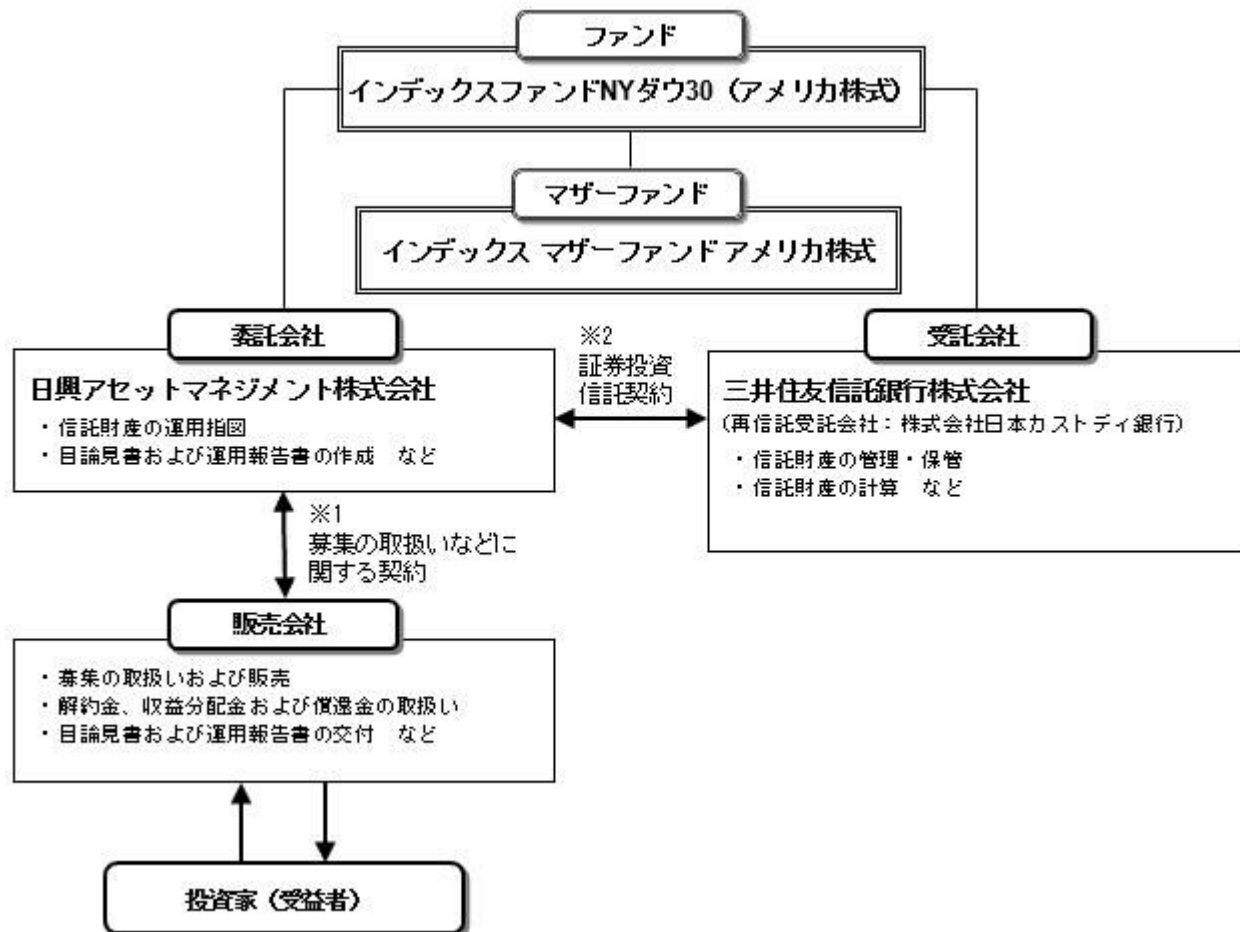 ファンド
インデックスファンドNYダウ30（アメリカ株式）
マザーファンド
インデックス マザーファンド アメリカ株式
委託会社
日興アセットマネジメント株式会社
・信託財産の運用指図
・目論見書および運用報告書の作成　など
※2
証券投資
信託契約
受託会社
三井住友信託銀行株式会社
（再信託受託会社：株式会社日本カストディ銀行）
・信託財産の管理・保管
・信託財産の計算　など
※1
募集の取扱いなどに
関する契約
販売会社
・募集の取扱いおよび販売
・解約金、収益分配金および償還金の取扱い
・目論見書および運用報告書の交付　など
投資家（受益者）